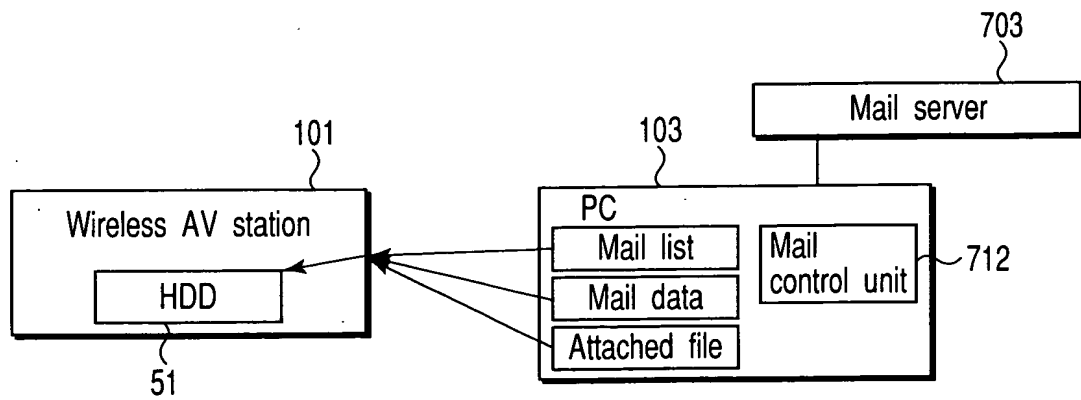 703
Mail server
101
103
Wireless AV station
PC
Mail list
Mail
control unit
712
HDD
Mail data
Attached file
51